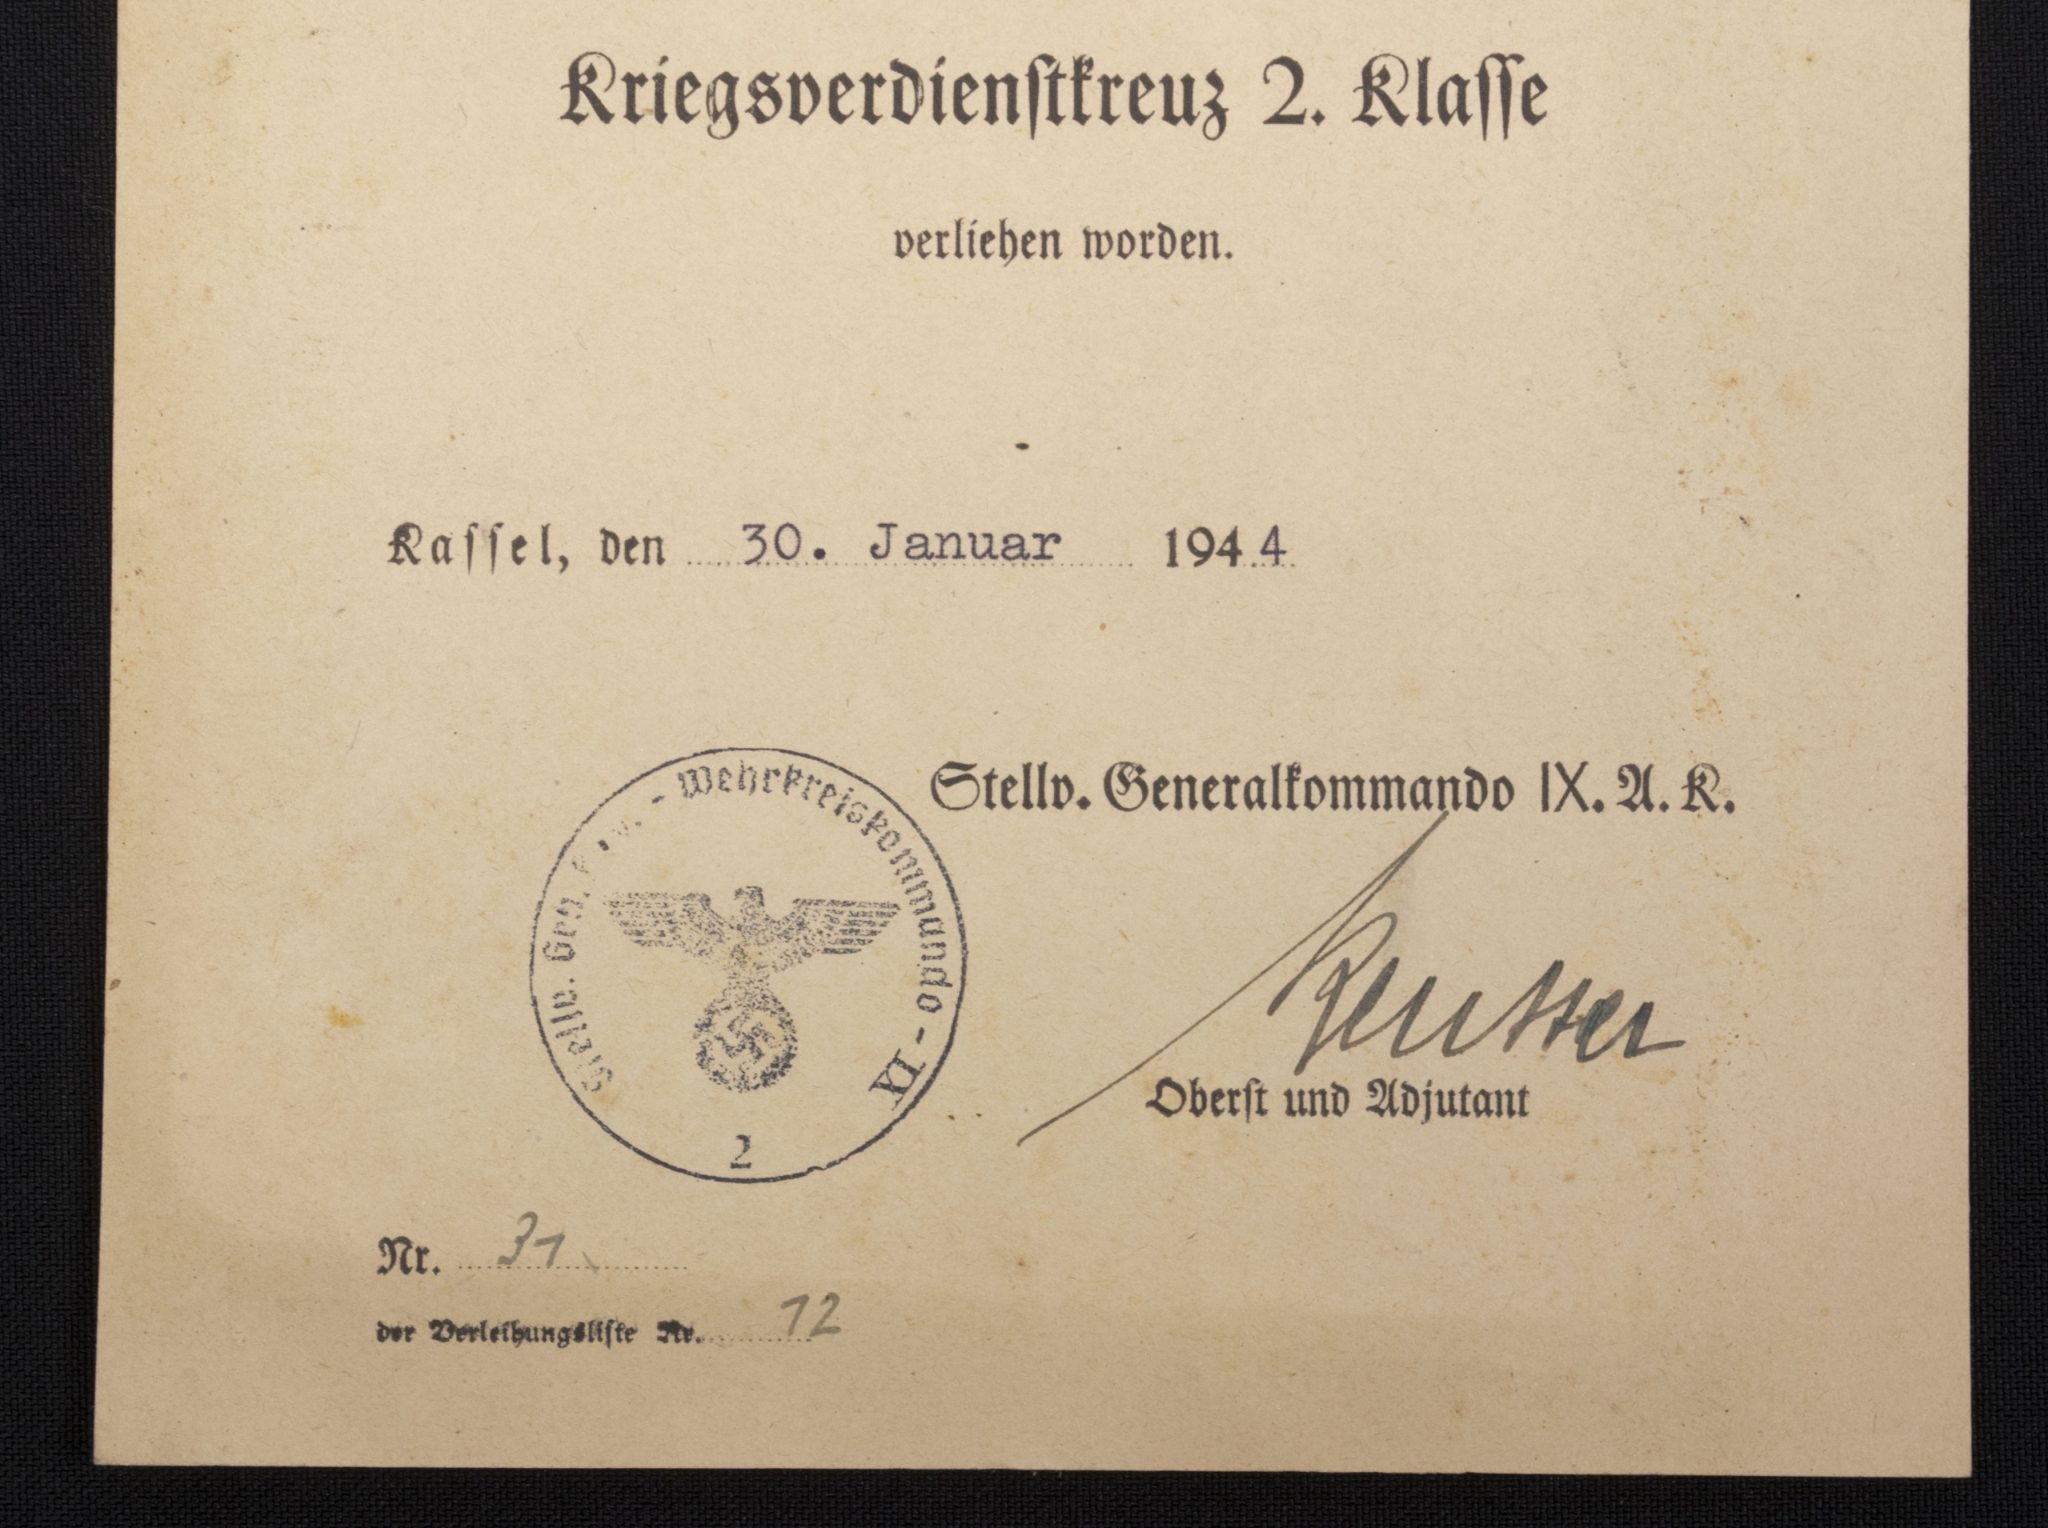 Kriegsverdienstkreuz 2. Klasse
verliehen worden.
Kassel, den 30. Januar 1944
Stellv. Generalkommando IX. A. K.
Stellv. Gen. - Wehrkreiskommando - IX
2
Oberst und Adjutant
Nr. 31
der Verleihungsliste Nr. 12